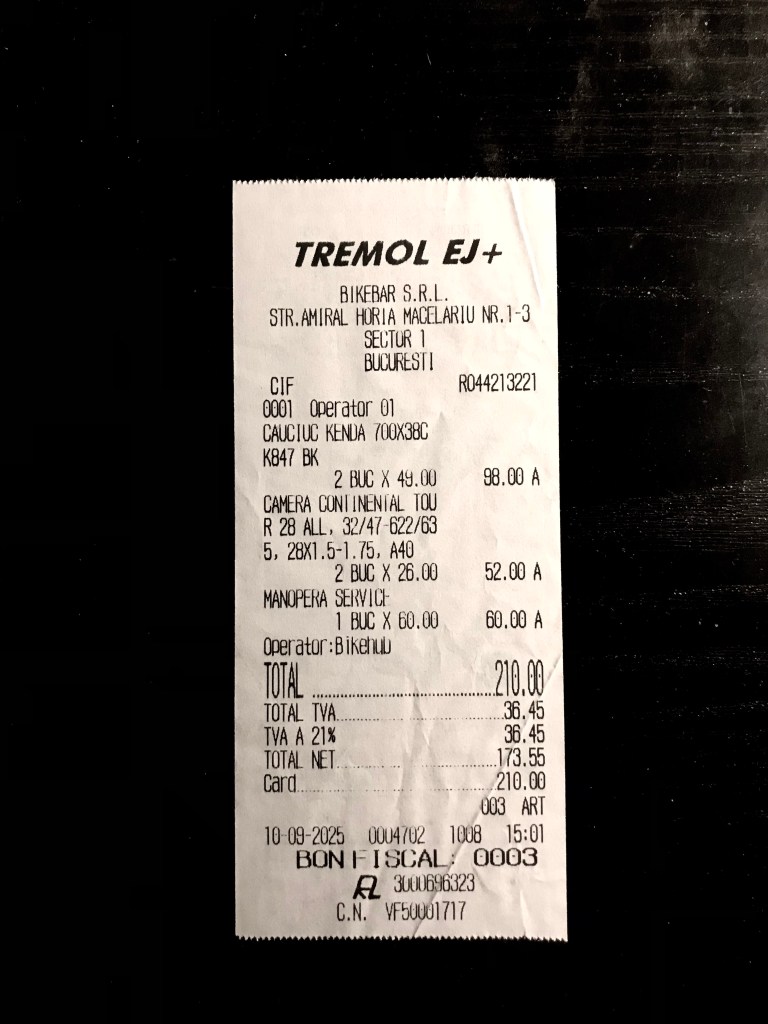 TREMOL EJ+
BIKEBAR S.R.L.
STR.AMIRAL HORIA MACELARIU NR.1-3
SECTOR 1
BUCURESTI
CIF RO44213221
0001 Operator 01
CAUCIUC KENDA 700X38C
K847 BK
2 BUC X 49.00 98.00 A
CAMERA CONTINENTAL TOU
R 28 ALL, 32/47-622/63
5, 28X1.5-1.75, A40
2 BUC X 26.00 52.00 A
MANOPERA SERVICE
1 BUC X 60.00 60.00 A
Operator:Bikehub
TOTAL 210.00
TOTAL TVA 36.45
TVA A 21% 36.45
TOTAL NET 173.55
Card 210.00
003 ART
10-09-2025 0004702 1008 15:01
BON FISCAL: 0003
3000696323
C.N. VF50001717